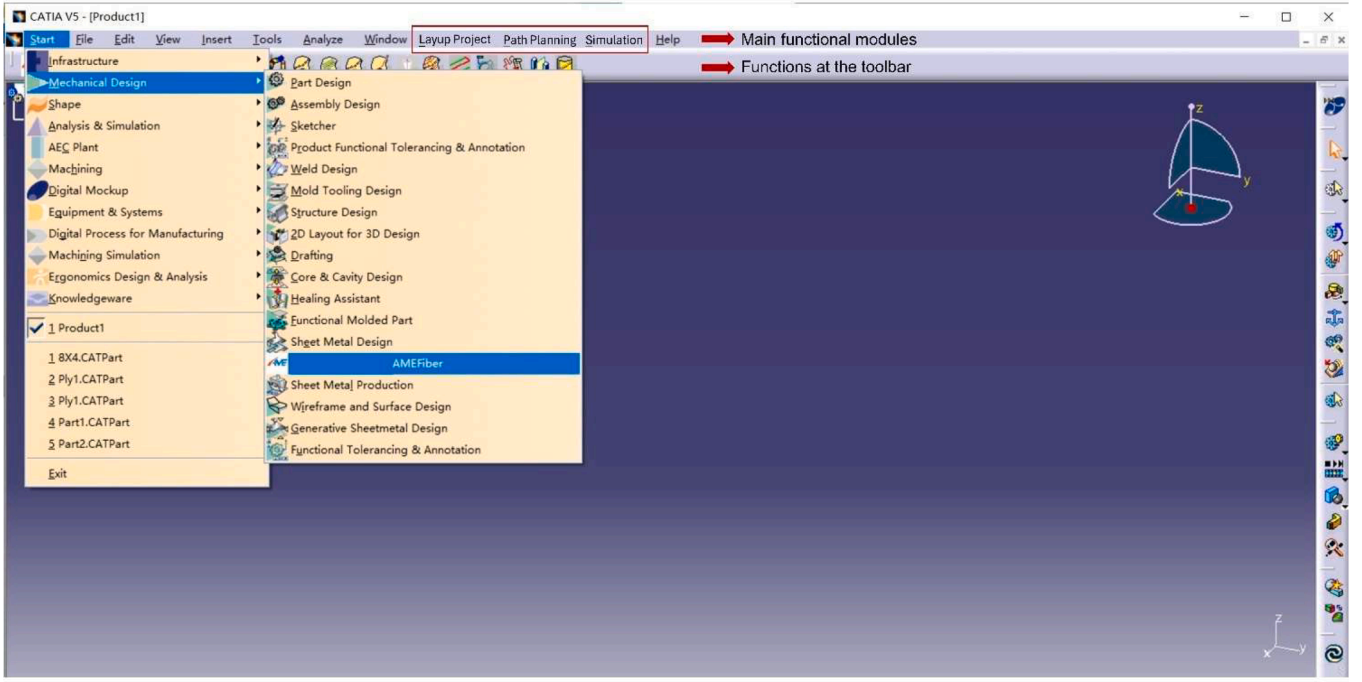 CATIA V5 - [Product1]
Start File Edit View Insert Tools Analyze Window Layup Project Path Planning Simulation Help Main functional modules
Functions at the toolbar
Infrastructure
Mechanical Design
Shape
Analysis & Simulation
AEC Plant
Machining
Digital Mockup
Equipment & Systems
Digital Process for Manufacturing
Machining Simulation
Ergonomics Design & Analysis
Knowledgeware
1 Product1
1 8X4.CATPart
2 Ply1.CATPart
3 Ply1.CATPart
4 Part1.CATPart
5 Part2.CATPart
Exit
Part Design
Assembly Design
Sketcher
Product Functional Tolerancing & Annotation
Weld Design
Mold Tooling Design
Structure Design
2D Layout for 3D Design
Drafting
Core & Cavity Design
Healing Assistant
Functional Molded Part
Sheet Metal Design
AME AMEFiber
Sheet Metal Production
Wireframe and Surface Design
Generative Sheetmetal Design
Functional Tolerancing & Annotation
z
y
x
z
x y